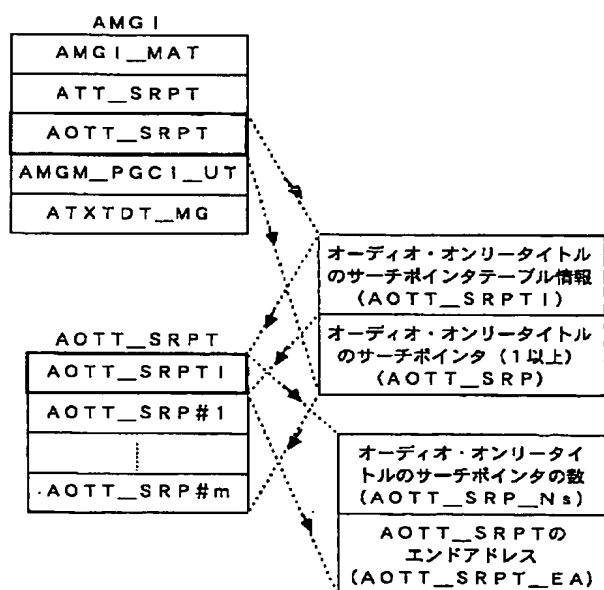 AMGI
AMGI_MAT
ATT_SRPT
AOTT_SRPT
AMGM_PGCI_UT
ATXTDT_MG
オーディオ・オンリータイトル
のサーチポインタテーブル情報
(AOTT_SRPTI)
オーディオ・オンリータイトル
のサーチポインタ(1以上)
(AOTT_SRP)
AOTT_SRPT
AOTT_SRPTI
AOTT_SRP#1
AOTT_SRP#m
オーディオ・オンリータイ
トルのサーチポインタの数
(AOTT_SRP_Ns)
AOTT_SRPTの
エンドアドレス
(AOTT_SRPT_EA)